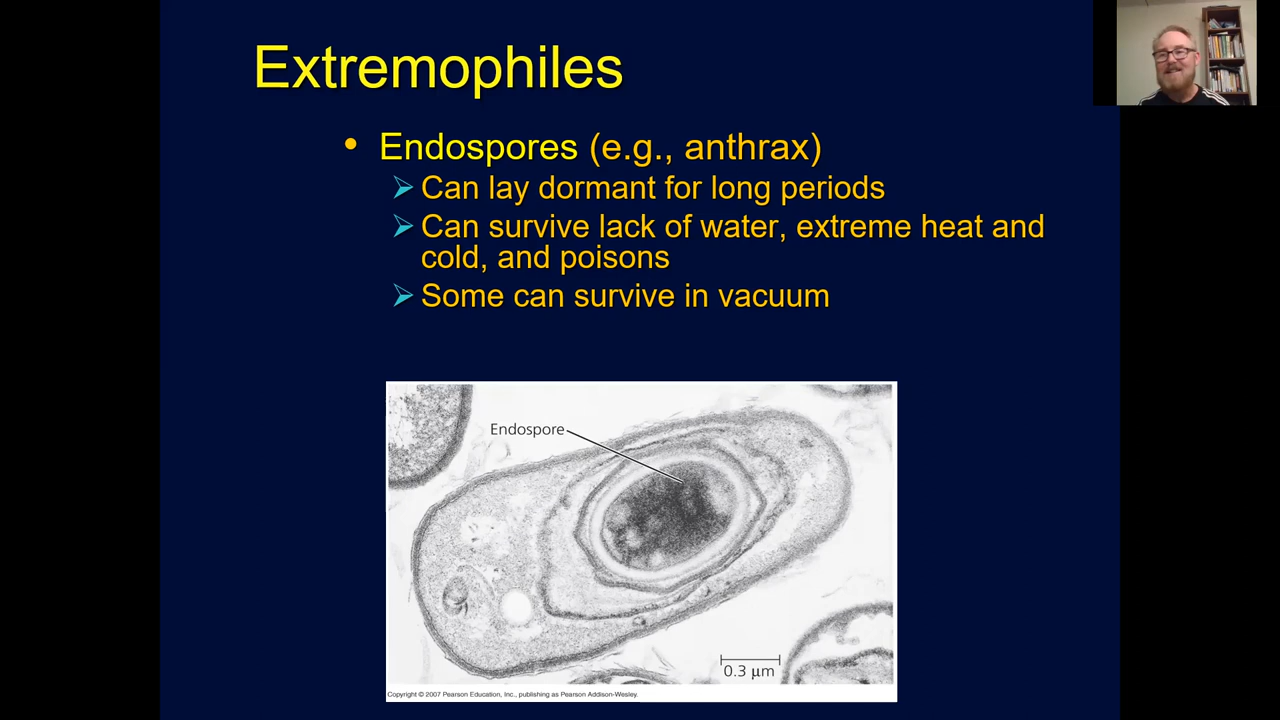 Extremophiles
• Endospores (e.g., anthrax)
Can lay dormant for long periods
Can survive lack of water, extreme heat and
cold, and poisons
Some can survive in vacuum
Endospore
0.3 μm
Copyright © 2007 Pearson Education, Inc., publishing as Pearson Addison-Wesley.